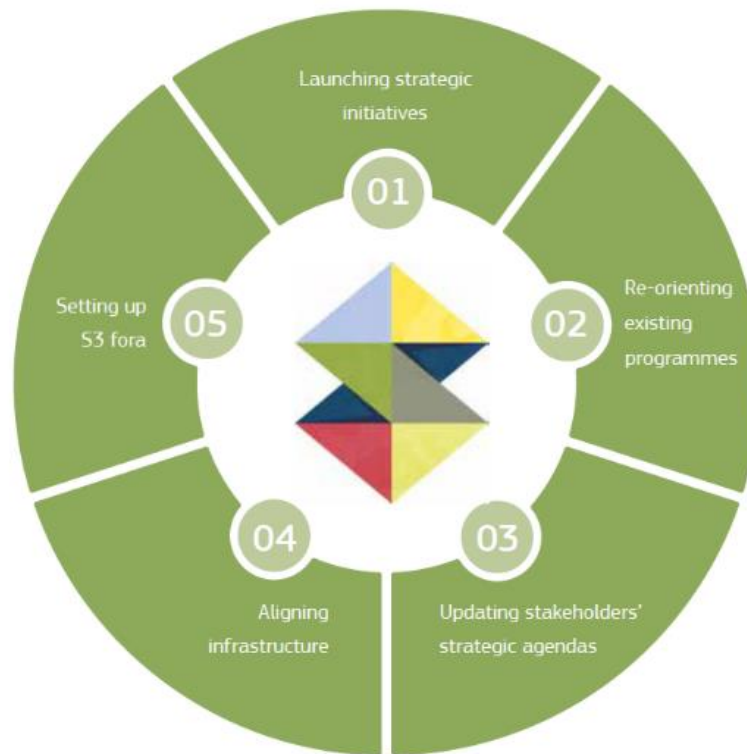 Launching strategic
initiatives
01
Re-orienting
existing
programmes
02
Updating stakeholders'
strategic agendas
03
Aligning
infrastructure
04
Setting up
S3 fora
05